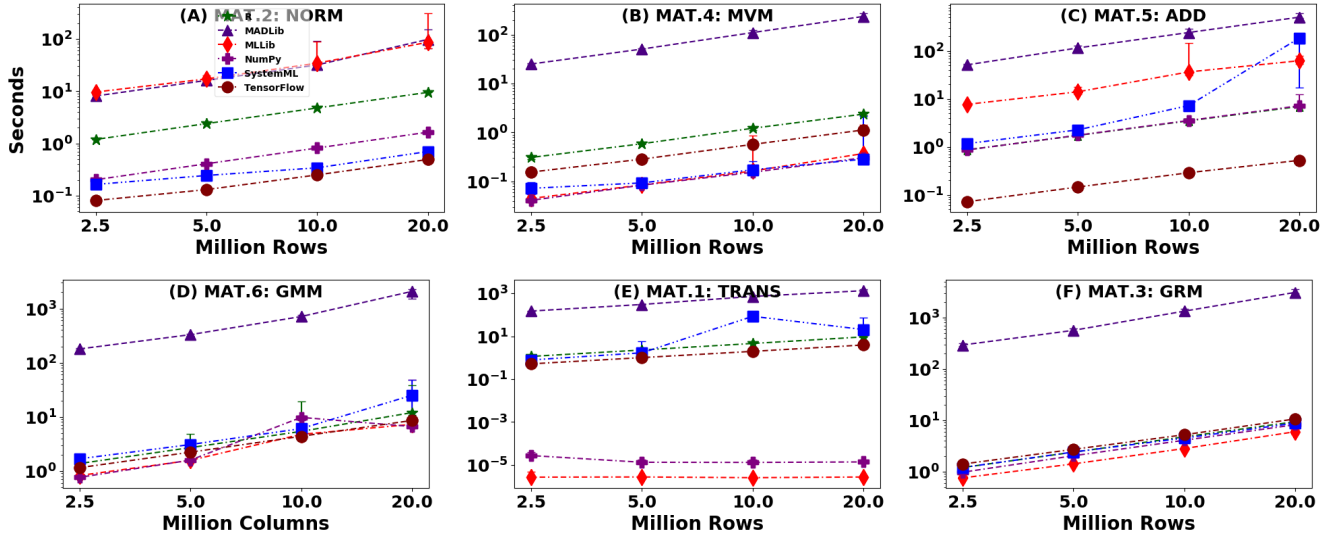 (A) MAT.2: NORM
R
MADLib
MLLib
NumPy
SystemML
TensorFlow
Seconds
10²
10¹
10⁰
10⁻¹
2.5 5.0 10.0 20.0
Million Rows
(B) MAT.4: MVM
10²
10¹
10⁰
10⁻¹
2.5 5.0 10.0 20.0
Million Rows
(C) MAT.5: ADD
10²
10¹
10⁰
10⁻¹
2.5 5.0 10.0 20.0
Million Rows
(D) MAT.6: GMM
10³
10²
10¹
10⁰
2.5 5.0 10.0 20.0
Million Columns
(E) MAT.1: TRANS
10³
10¹
10⁻¹
10⁻³
10⁻⁵
2.5 5.0 10.0 20.0
Million Rows
(F) MAT.3: GRM
10³
10²
10¹
10⁰
2.5 5.0 10.0 20.0
Million Rows